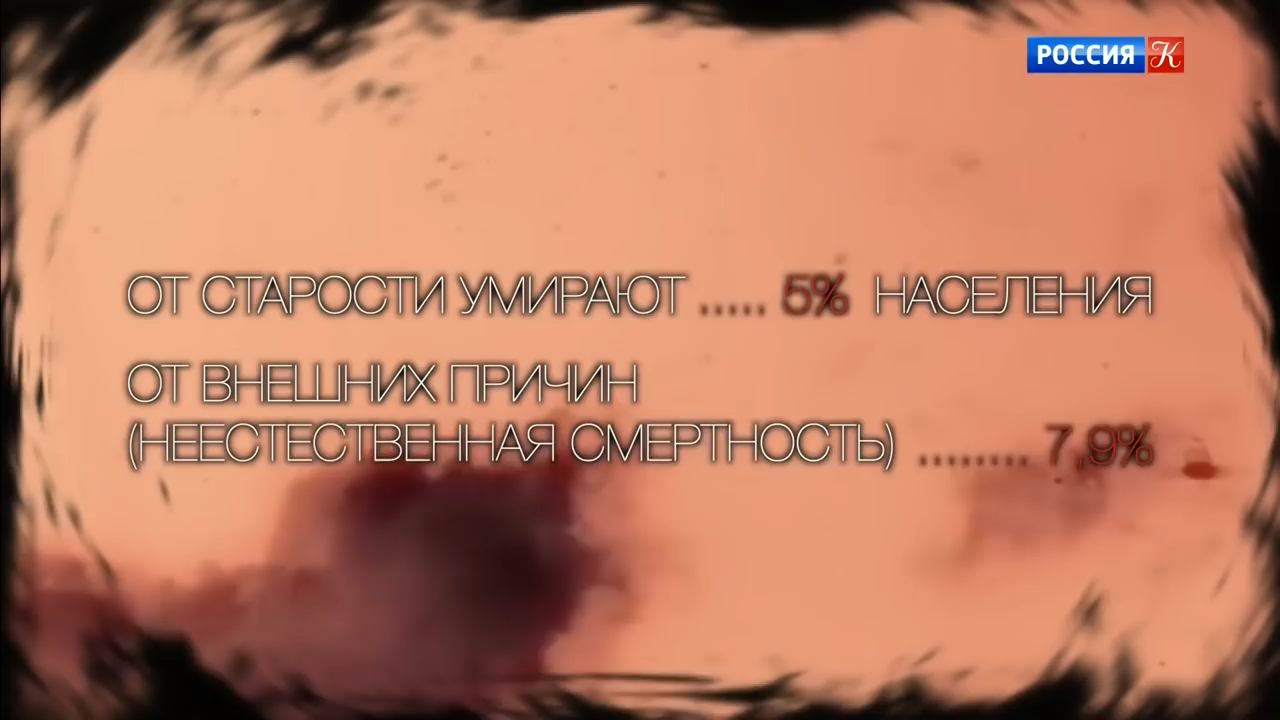 РОССИЯ К
ОТ СТАРОСТИ УМИРАЮТ ..... 5% НАСЕЛЕНИЯ
ОТ ВНЕШНИХ ПРИЧИН
(НЕЕСТЕСТВЕННАЯ СМЕРТНОСТЬ) ........ 7,9%